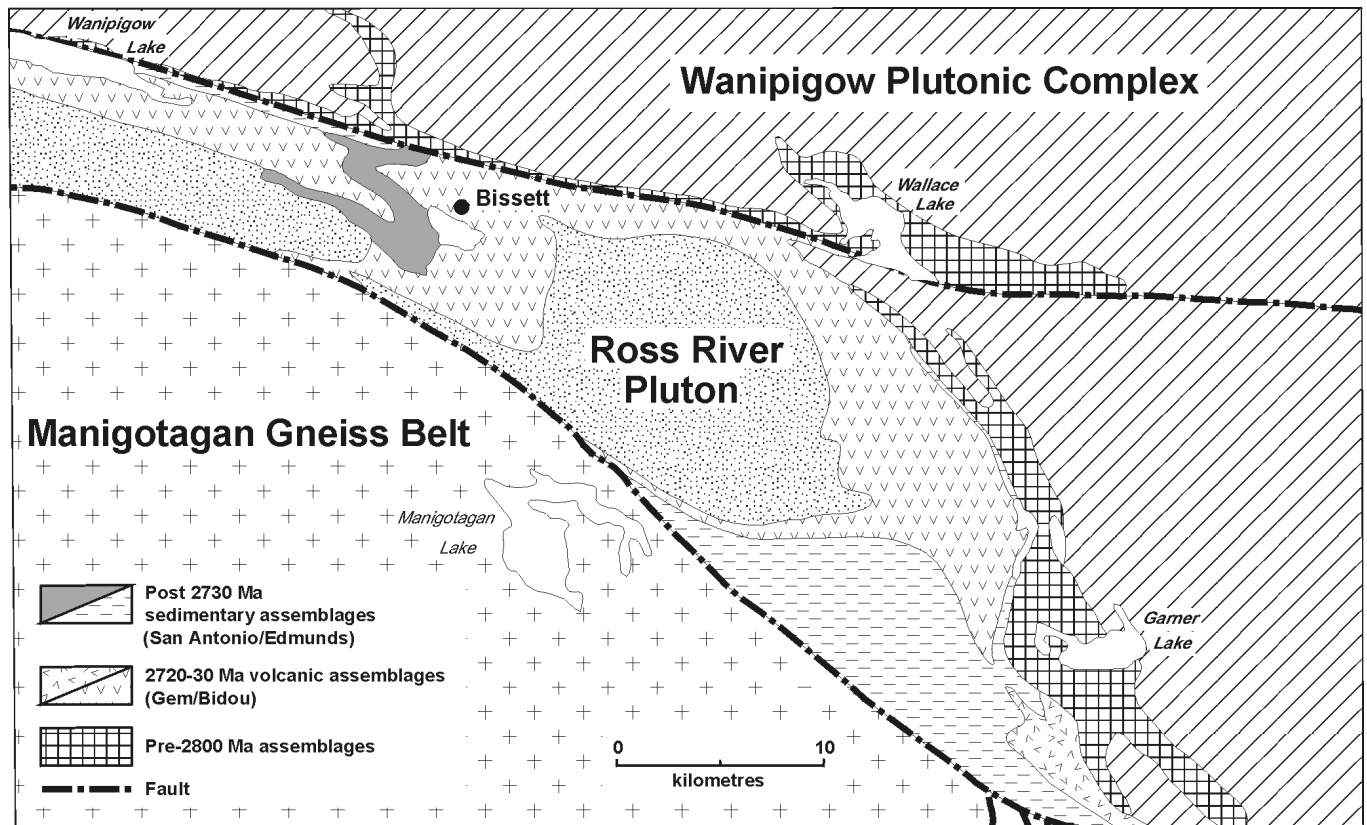 Wanipigow
Lake
Wanipigow Plutonic Complex
Wallace
Lake
Bissett
Ross River
Pluton
Manigotagan Gneiss Belt
Manigotagan
Lake
Garner
Lake
Post 2730 Ma
sedimentary assemblages
(San Antonio/Edmunds)
2720-30 Ma volcanic assemblages
(Gem/Bidou)
Pre-2800 Ma assemblages
Fault
0 10
kilometres